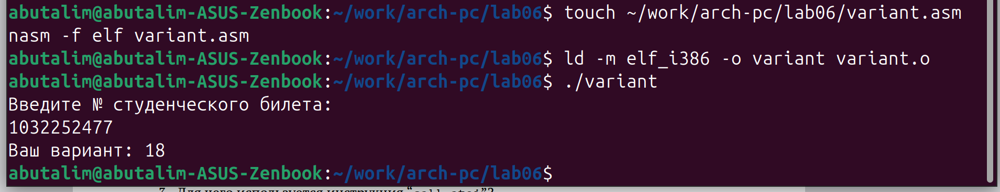 abutalim@abutalim-ASUS-Zenbook:~/work/arch-pc/lab06$ touch ~/work/arch-pc/lab06/variant.asm
nasm -f elf variant.asm
abutalim@abutalim-ASUS-Zenbook:~/work/arch-pc/lab06$ ld -m elf_i386 -o variant variant.o
abutalim@abutalim-ASUS-Zenbook:~/work/arch-pc/lab06$ ./variant
Введите № студенческого билета:
1032252477
Ваш вариант: 18
abutalim@abutalim-ASUS-Zenbook:~/work/arch-pc/lab06$
7. Для чего используется инструкция “call atoi”?